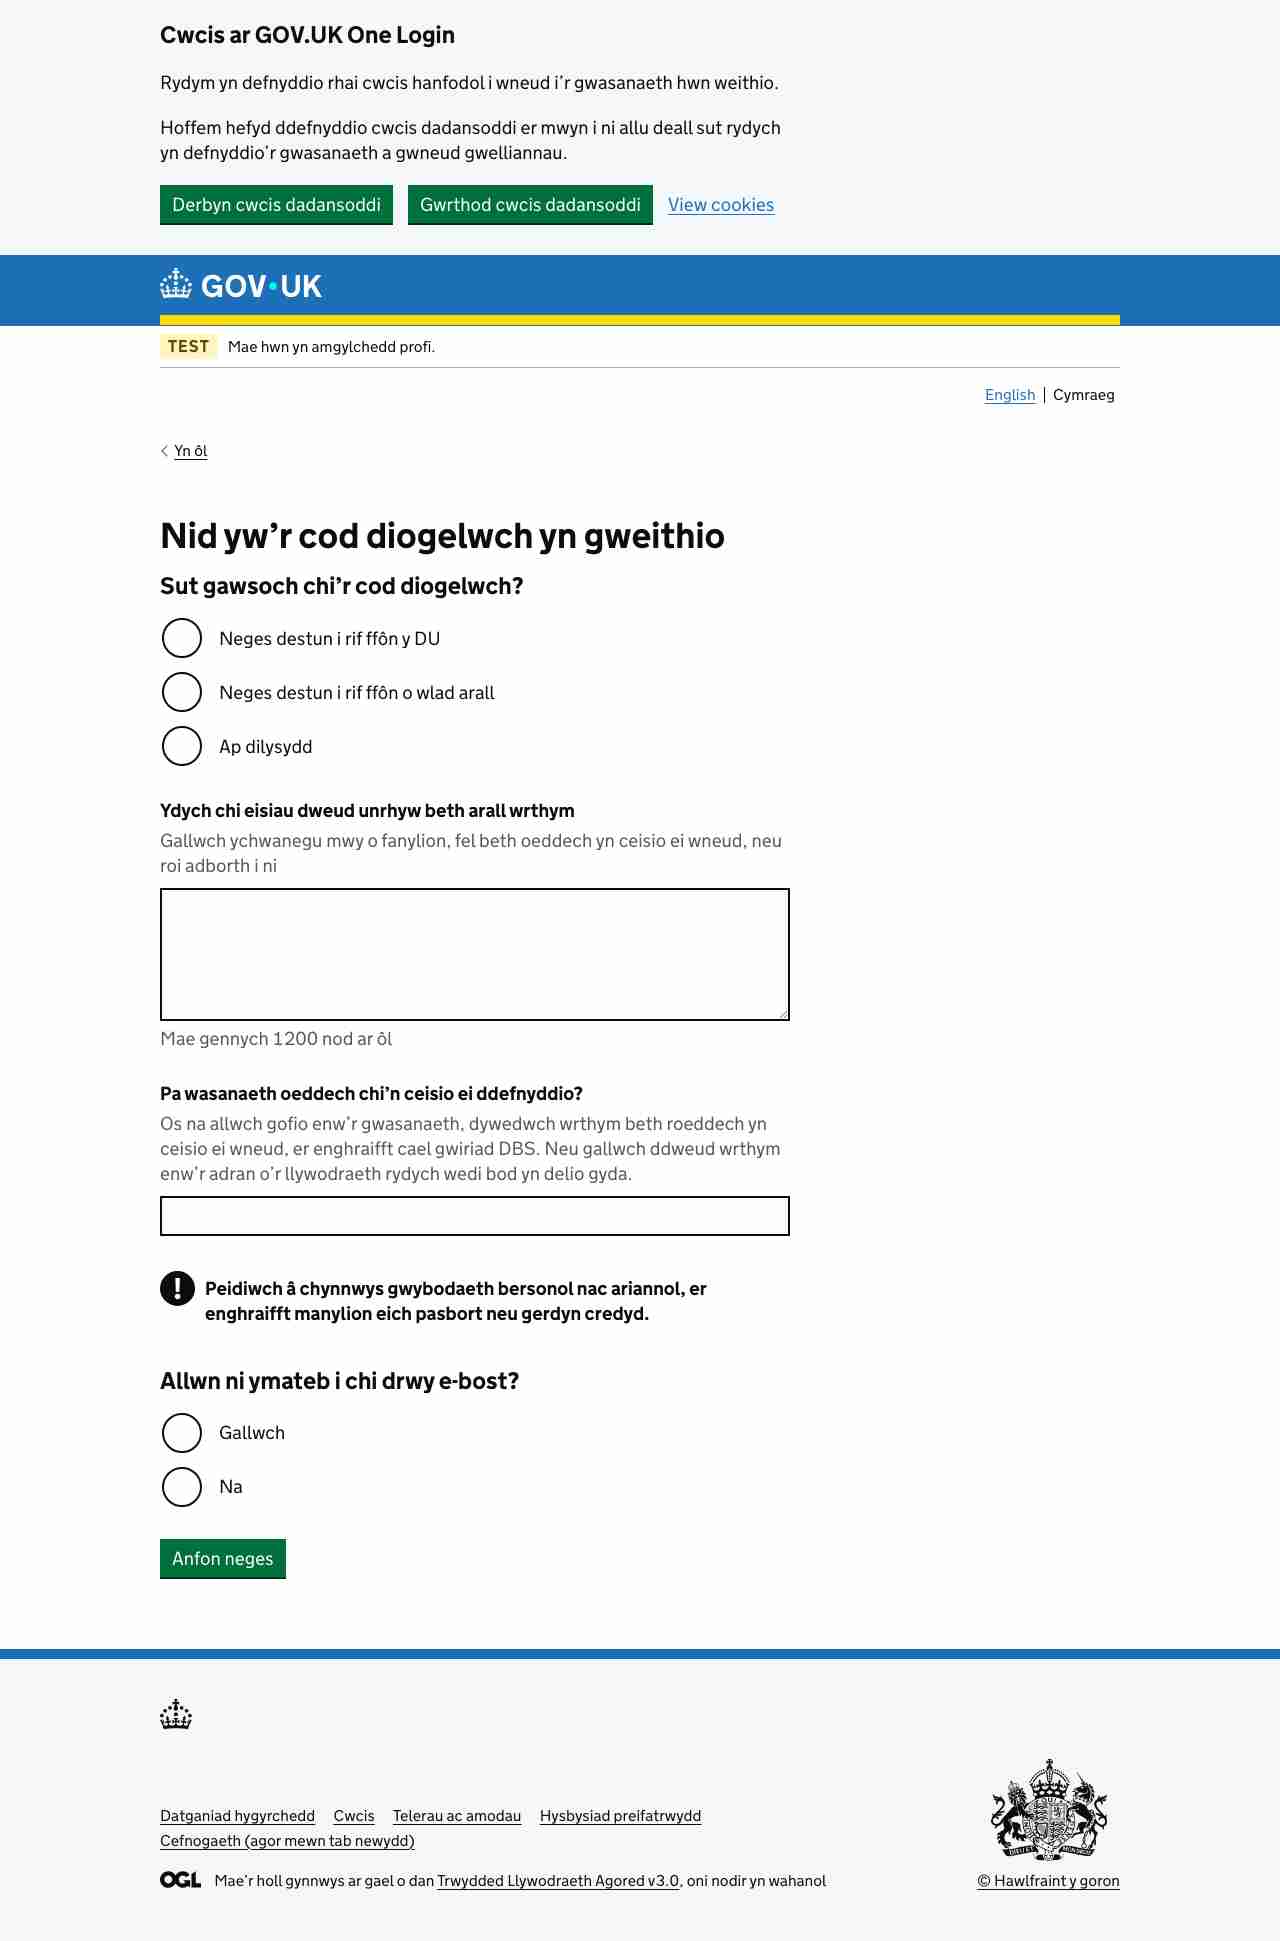 Cwcis ar GOV.UK One Login
Rydym yn defnyddio rhai cwcis hanfodol i wneud i’r gwasanaeth hwn weithio.
Hoffem hefyd ddefnyddio cwcis dadansoddi er mwyn i ni allu deall sut rydych
yn defnyddio’r gwasanaeth a gwneud gwelliannau.
Derbyn cwcis dadansoddi Gwrthod cwcis dadansoddi View cookies
GOV·UK
TEST Mae hwn yn amgylchedd profi.
English | Cymraeg
Yn ôl
Nid yw’r cod diogelwch yn gweithio
Sut gawsoch chi’r cod diogelwch?
Neges destun i rif ffôn y DU
Neges destun i rif ffôn o wlad arall
Ap dilysydd
Ydych chi eisiau dweud unrhyw beth arall wrthym
Gallwch ychwanegu mwy o fanylion, fel beth oeddech yn ceisio ei wneud, neu
roi adborth i ni
Mae gennych 1200 nod ar ôl
Pa wasanaeth oeddech chi’n ceisio ei ddefnyddio?
Os na allwch gofio enw’r gwasanaeth, dywedwch wrthym beth roeddech yn
ceisio ei wneud, er enghraifft cael gwiriad DBS. Neu gallwch ddweud wrthym
enw’r adran o’r llywodraeth rydych wedi bod yn delio gyda.
! Peidiwch â chynnwys gwybodaeth bersonol nac ariannol, er
enghraifft manylion eich pasbort neu gerdyn credyd.
Allwn ni ymateb i chi drwy e-bost?
Gallwch
Na
Anfon neges
Datganiad hygyrchedd Cwcis Telerau ac amodau Hysbysiad preifatrwydd
Cefnogaeth (agor mewn tab newydd)
OGL Mae’r holl gynnwys ar gael o dan Trwydded Llywodraeth Agored v3.0, oni nodir yn wahanol
© Hawlfraint y goron